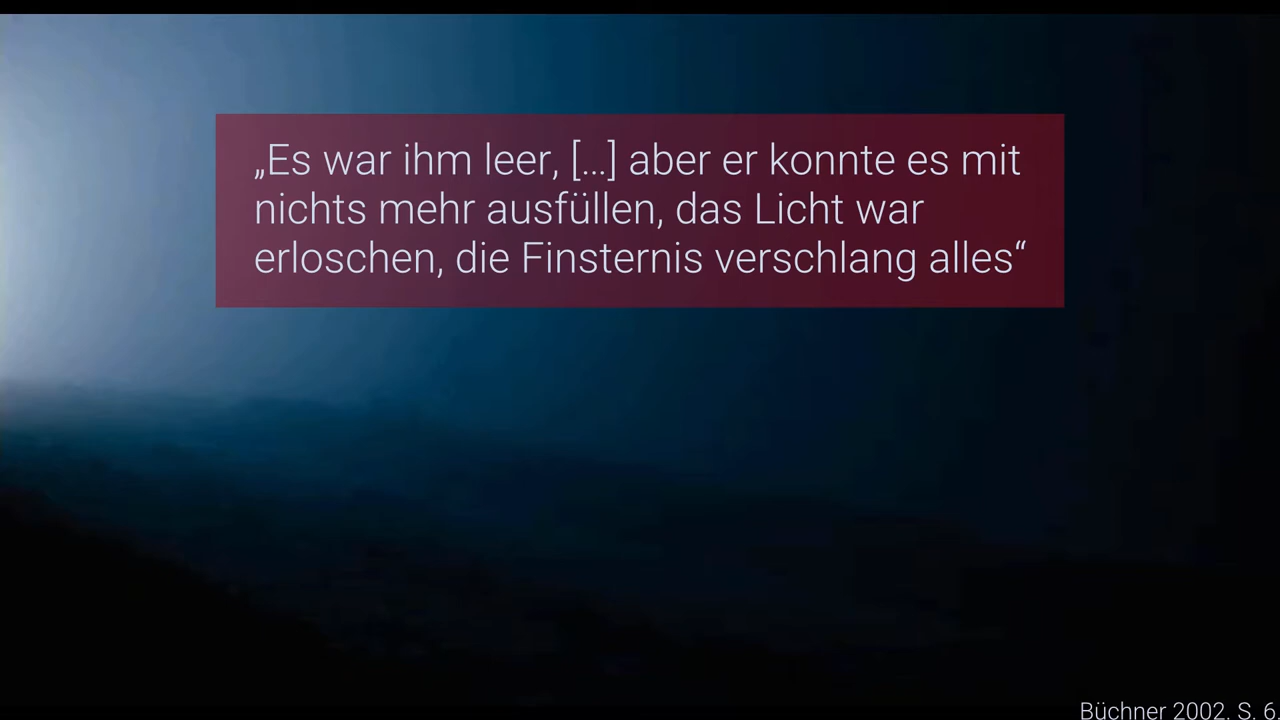 „Es war ihm leer, [...] aber er konnte es mit
nichts mehr ausfüllen, das Licht war
erloschen, die Finsternis verschlang alles“
Büchner 2002. S. 6